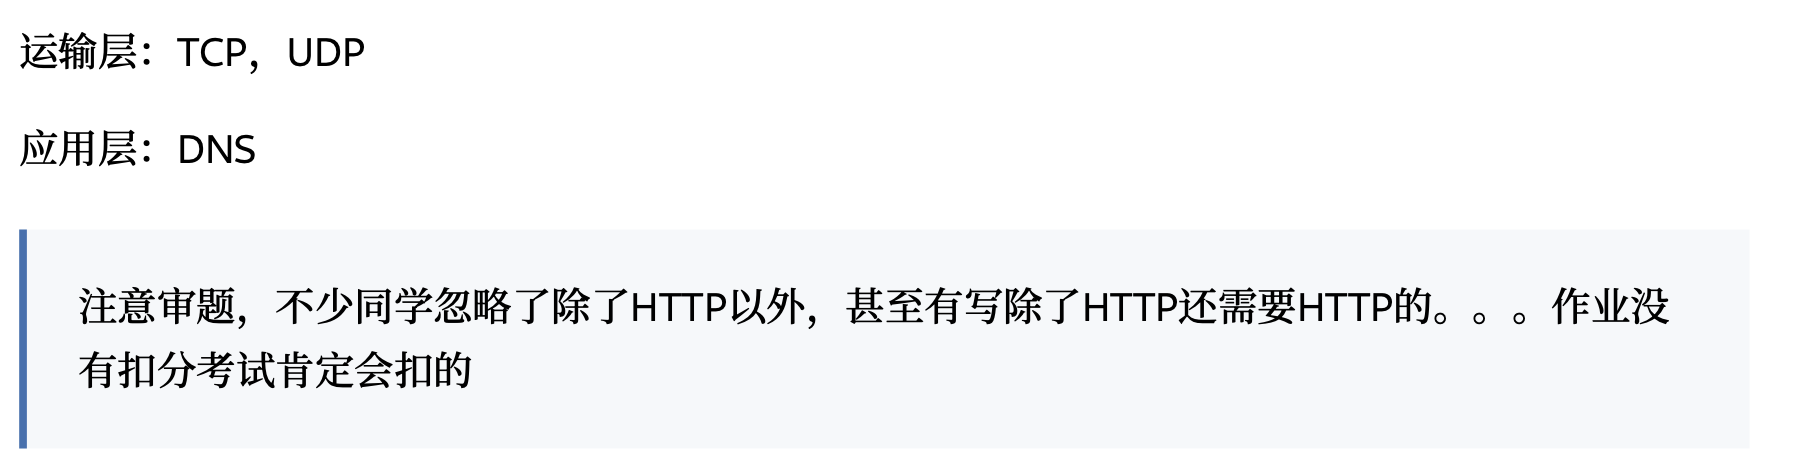 运输层：TCP，UDP
应用层：DNS
注意审题，不少同学忽略了除了HTTP以外，甚至有写除了HTTP还需要HTTP的。。。作业没
有扣分考试肯定会扣的